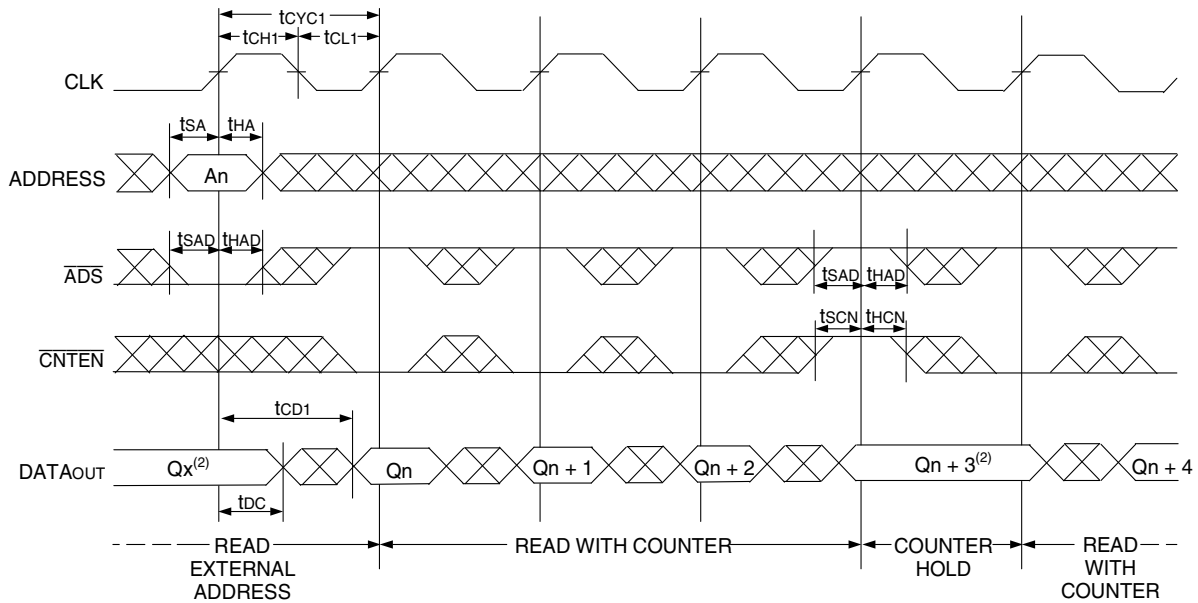 tCYC1
tCH1 tCL1
CLK
tSA tHA
ADDRESS An
tSAD tHAD
ADS
tSAD tHAD
tSCN tHCN
CNTEN
tCD1
DATAOUT Qx(2) Qn Qn + 1 Qn + 2 Qn + 3(2) Qn + 4
tDC
READ EXTERNAL ADDRESS
READ WITH COUNTER
COUNTER HOLD
READ WITH COUNTER